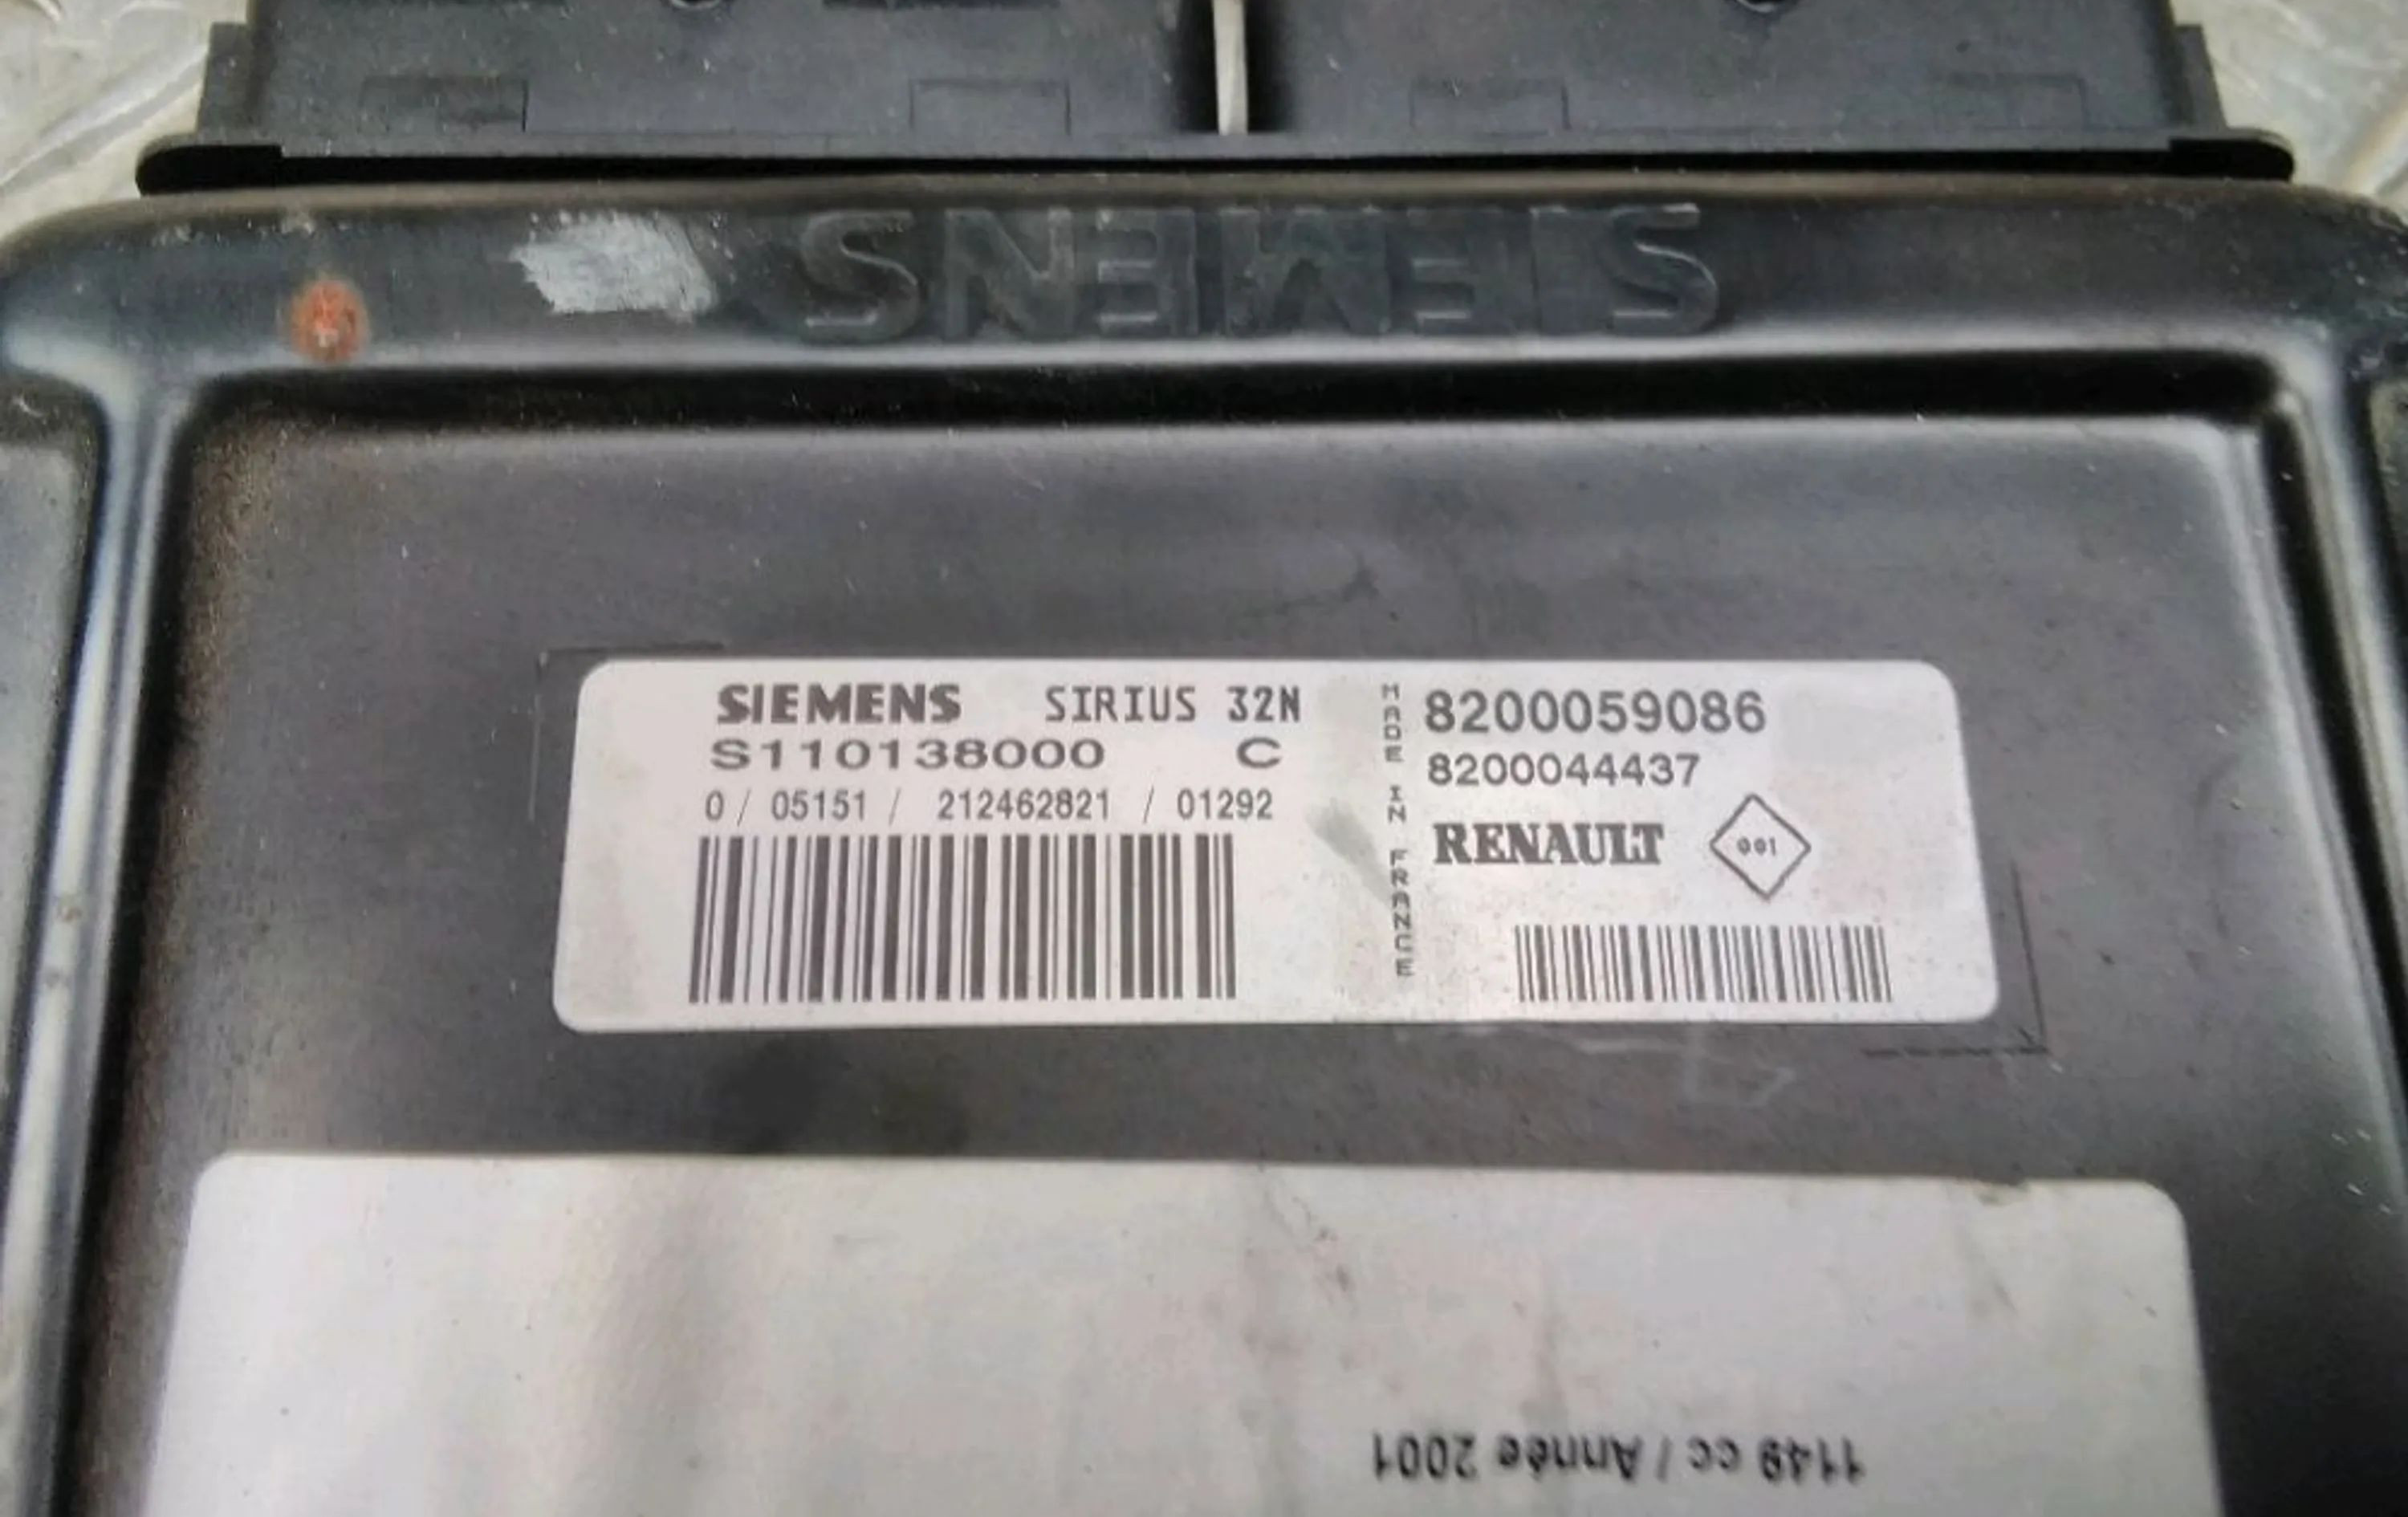 SIEMENS
SIEMENS SIRIUS 32N
S110138000 C
0 / 05151 / 212462821 / 01292
MADE IN FRANCE
8200059086
8200044437
RENAULT 001
1149 cc / Année 2001